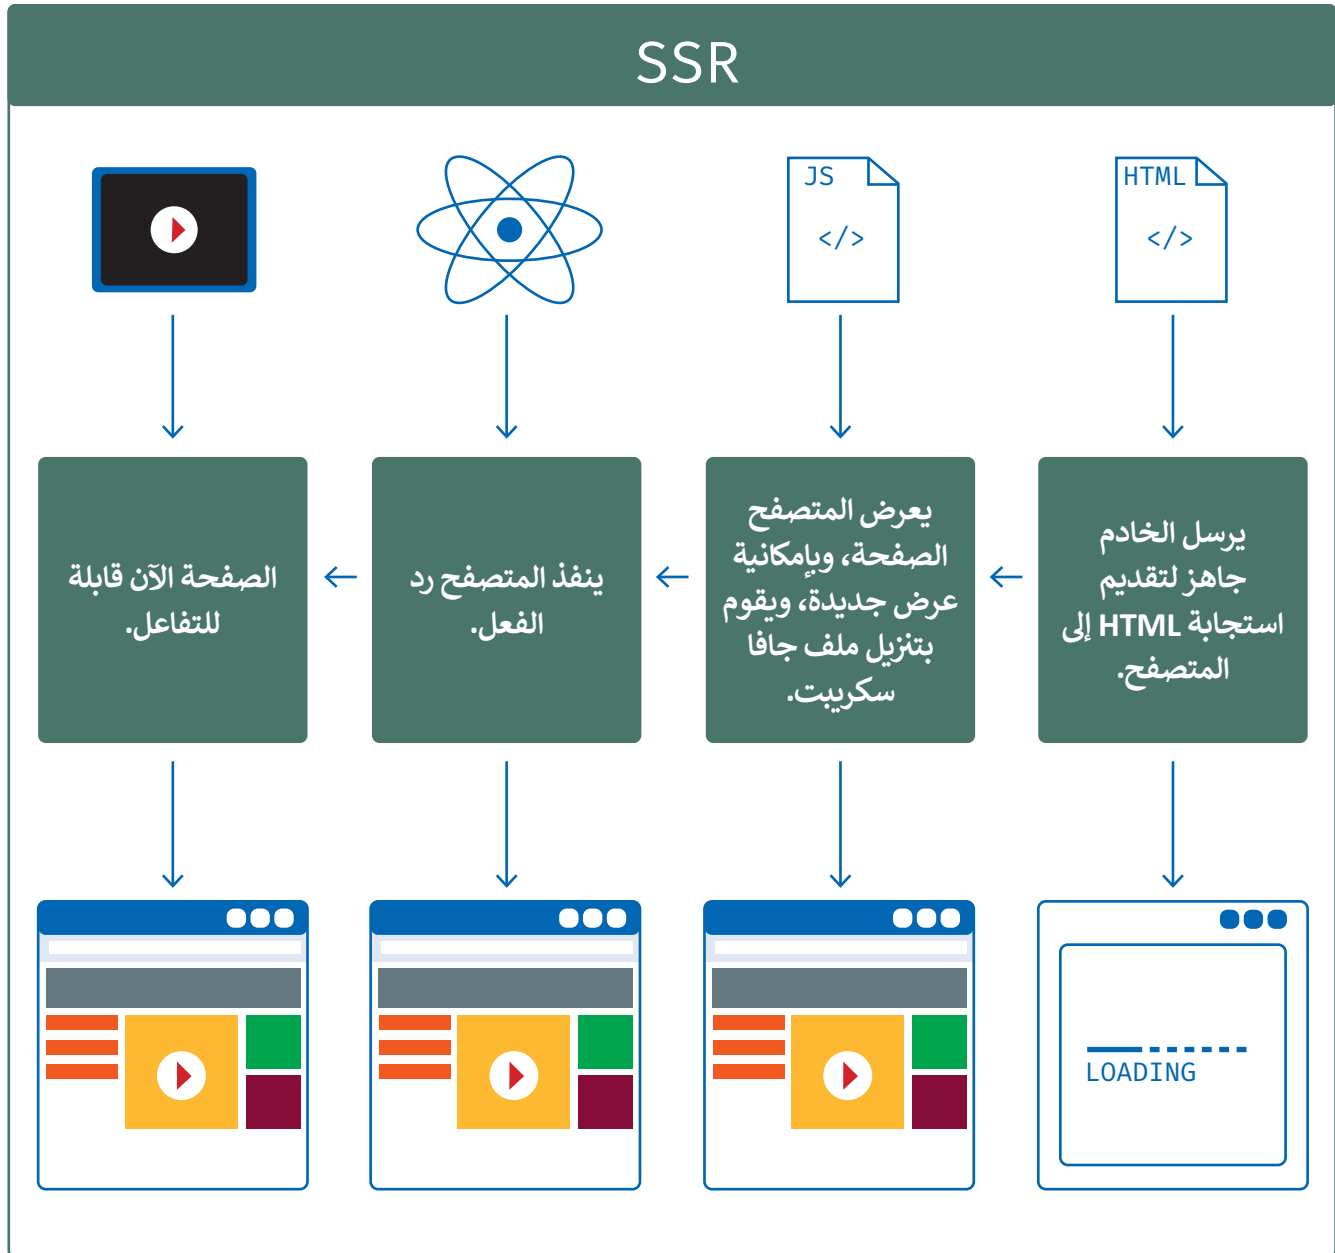 SSR
HTML
</>
JS
</>
يرسل الخادم
جاهز لتقديم
استجابة HTML إلى
المتصفح.
يعرض المتصفح
الصفحة، وبإمكانية
عرض جديدة، ويقوم
بتنزيل ملف جافا
سكريبت.
ينفذ المتصفح رد
الفعل.
الصفحة الآن قابلة
للتفاعل.
LOADING